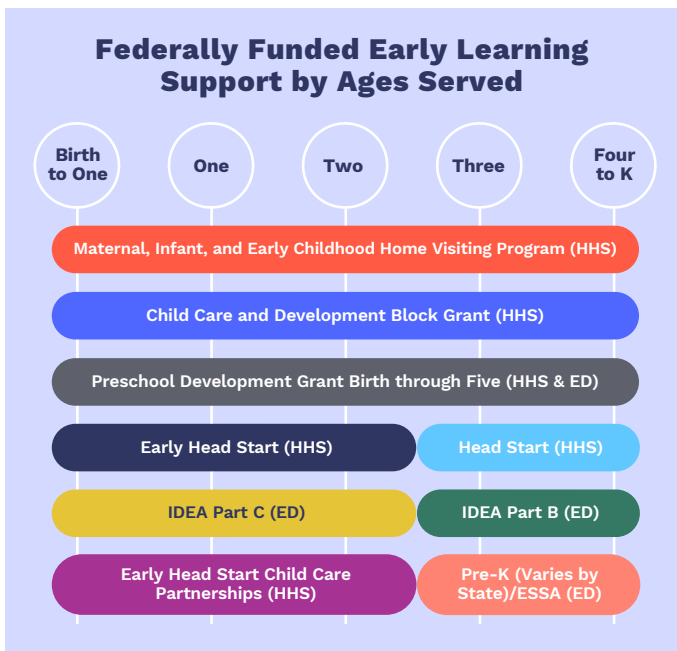 Federally Funded Early Learning
Support by Ages Served
Birth
to One
One
Two
Three
Four
to K
Maternal, Infant, and Early Childhood Home Visiting Program (HHS)
Child Care and Development Block Grant (HHS)
Preschool Development Grant Birth through Five (HHS & ED)
Early Head Start (HHS)
Head Start (HHS)
IDEA Part C (ED)
IDEA Part B (ED)
Early Head Start Child Care
Partnerships (HHS)
Pre-K (Varies by
State)/ESSA (ED)